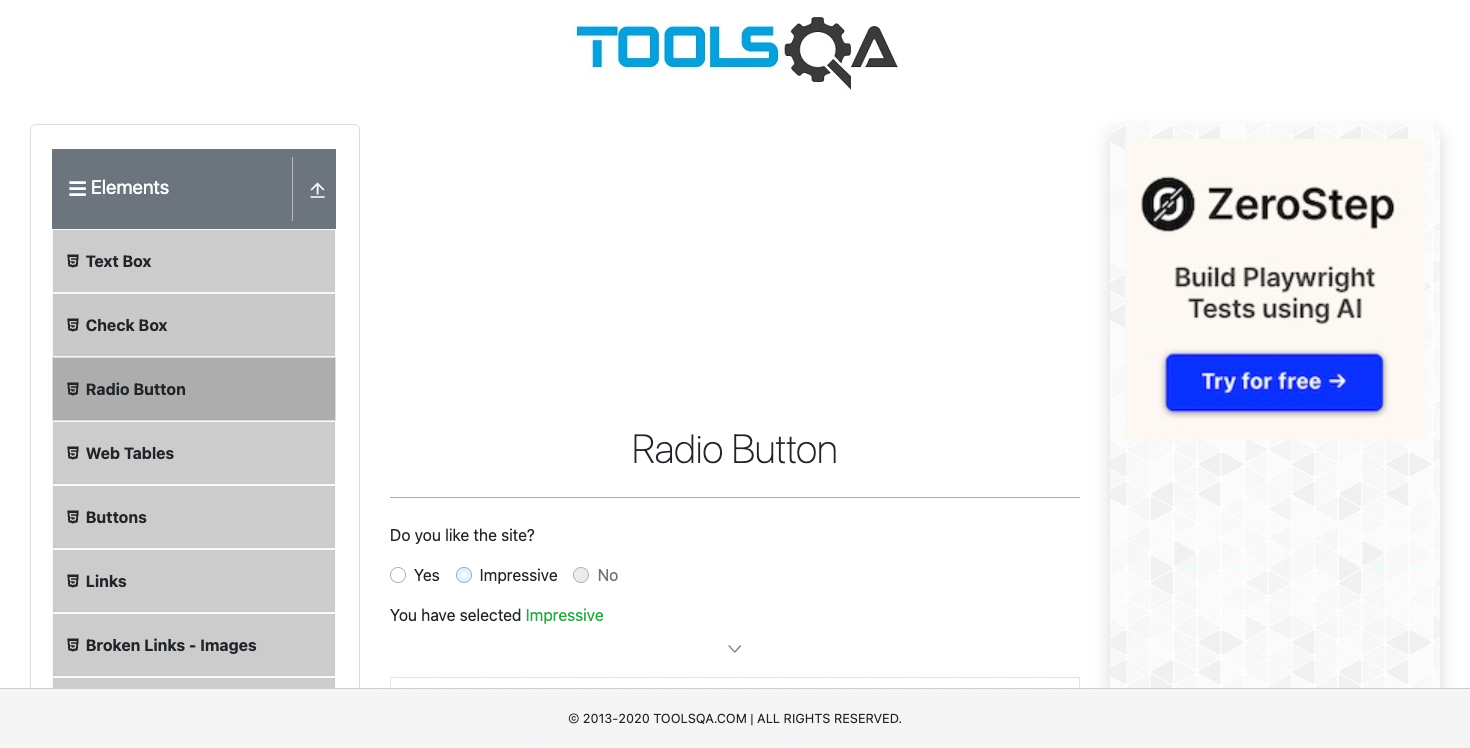 TOOLSQA
Elements
Text Box
Check Box
Radio Button
Web Tables
Buttons
Links
Broken Links - Images
Radio Button
Do you like the site?
Yes Impressive No
You have selected Impressive
ZeroStep
Build Playwright
Tests using AI
Try for free →
© 2013-2020 TOOLSQA.COM | ALL RIGHTS RESERVED.